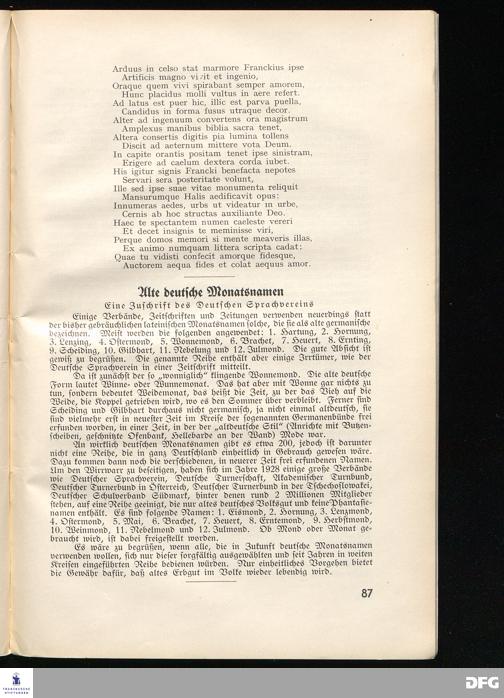 Arduus in celso stat marmore Franckius ipse
Artificis magno vi it et ingenio,
Oraque quem vivi spirabant semper amorem,
Hunc placidus molli vultus in aere refert.
Ad latus est puer hic, illic est parva puella,
Candidus in forma fusus utraque decor.
Alter ad ingenuum convertens ora magistrum
Amplexus manibus biblia sacra tenet,
Altera consertis digitis pia lumina tollens
Discit ad aeternum mittere vota Deum.
In capite orantis positam tenet ipse sinistram,
Erigere ad caelum dextera corda iubet.
His igitur signis Francki benefacta nepotes
Servari sera posteritate volunt,
Ille sed ipse suae vitae monumenta reliquit
Mansurumque Halis aedificavit opus:
Innumeras aedes, urbs ut videatur in urbe,
Cernis ab hoc structas auxiliante Deo.
Haec te spectantem numen caeleste vereri
Et decet insignis te meminisse viri,
Perque domos memori si mente meaveris illas,
Ex animo numquam littera scripta cadat:
Quae tu vidisti confecit amorque fidesque,
Auctorem aequa fides et colat aequus amor.
Alte deutsche Monatsnamen
Eine Zuschrift des Deutschen Sprachvereins
Einige Verbände, Zeitschriften und Zeitungen verwenden neuerdings statt
der bisher gebräuchlichen lateinischen Monatsnamen solche, die sie als alte germanische
bezeichnen. Meist werden die folgenden angewendet: 1. Hartung, 2. Hornung,
3. Lenzing, 4. Ostermond, 5. Wonnemond, 6. Brachet, 7. Heuert, 8. Ernting,
9. Scheiding, 10. Gilbhart, 11. Nebelung und 12. Julmond. Die gute Absicht ist
gewiß zu begrüßen. Die genannte Reihe enthält aber einige Irrtümer, wie der
Deutsche Sprachverein in einer Zeitschrift mitteilt.
Da ist zunächst der so „wonniglich“ klingende Wonnemond. Die alte deutsche
Form lautet Winne- oder Wunnemonat. Das hat aber mit Wonne gar nichts zu
tun, sondern bedeutet Weidemonat, das heißt die Zeit, zu der das Vieh auf die
Weide, die Koppel getrieben wird, wo es den Sommer über verbleibt. Ferner sind
Scheiding und Gilbhart durchaus nicht germanisch, ja nicht einmal altdeutsch, sie
sind vielmehr erst in neuester Zeit im Kreise der sogenannten Germanenbünde frei
erfunden worden, in einer Zeit, in der der „altdeutsche Stil“ (Anrichte mit Butzen-
scheiben, geschnitzte Ofenbank, Hellebarde an der Wand) Mode war.
An wirklich deutschen Monatsnamen gibt es etwa 200, jedoch ist darunter
nicht eine Reihe, die in ganz Deutschland einheitlich in Gebrauch gewesen wäre.
Dazu kommen dann noch die verschiedenen, in neuerer Zeit frei erfundenen Namen.
Um den Wirrwarr zu beseitigen, haben sich im Jahre 1928 einige große Verbände
wie Deutscher Sprachverein, Deutsche Turnerschaft, Akademischer Turnbund,
Deutscher Turnerbund in Österreich, Deutscher Turnerbund in der Tschechoslowakei,
Deutscher Schulverband Südmark, hinter denen rund 2 Millionen Mitglieder
stehen, auf eine Reihe geeinigt, die nur altes deutsches Volksgut und keine Phantasie-
namen enthält. Es sind folgende Namen: 1. Eismond, 2. Hornung, 3. Lenzmond,
4. Ostermond, 5. Mai, 6. Brachet, 7. Heuert, 8. Erntemond, 9. Herbstmond,
10. Weinmond, 11. Nebelmond und 12. Julmond. Ob Mond oder Monat ge-
braucht wird, ist dabei freigestellt worden.
Es wäre zu begrüßen, wenn alle, die in Zukunft deutsche Monatsnamen
verwenden wollen, sich nur dieser sorgfältig ausgewählten und seit Jahren in weiten
Kreisen eingeführten Reihe bedienen würden. Nur einheitliches Vorgehen bietet
die Gewähr dafür, daß altes Erbgut im Volke wieder lebendig wird.
87
FRANCKESCHE
STIFTUNGEN
DFG